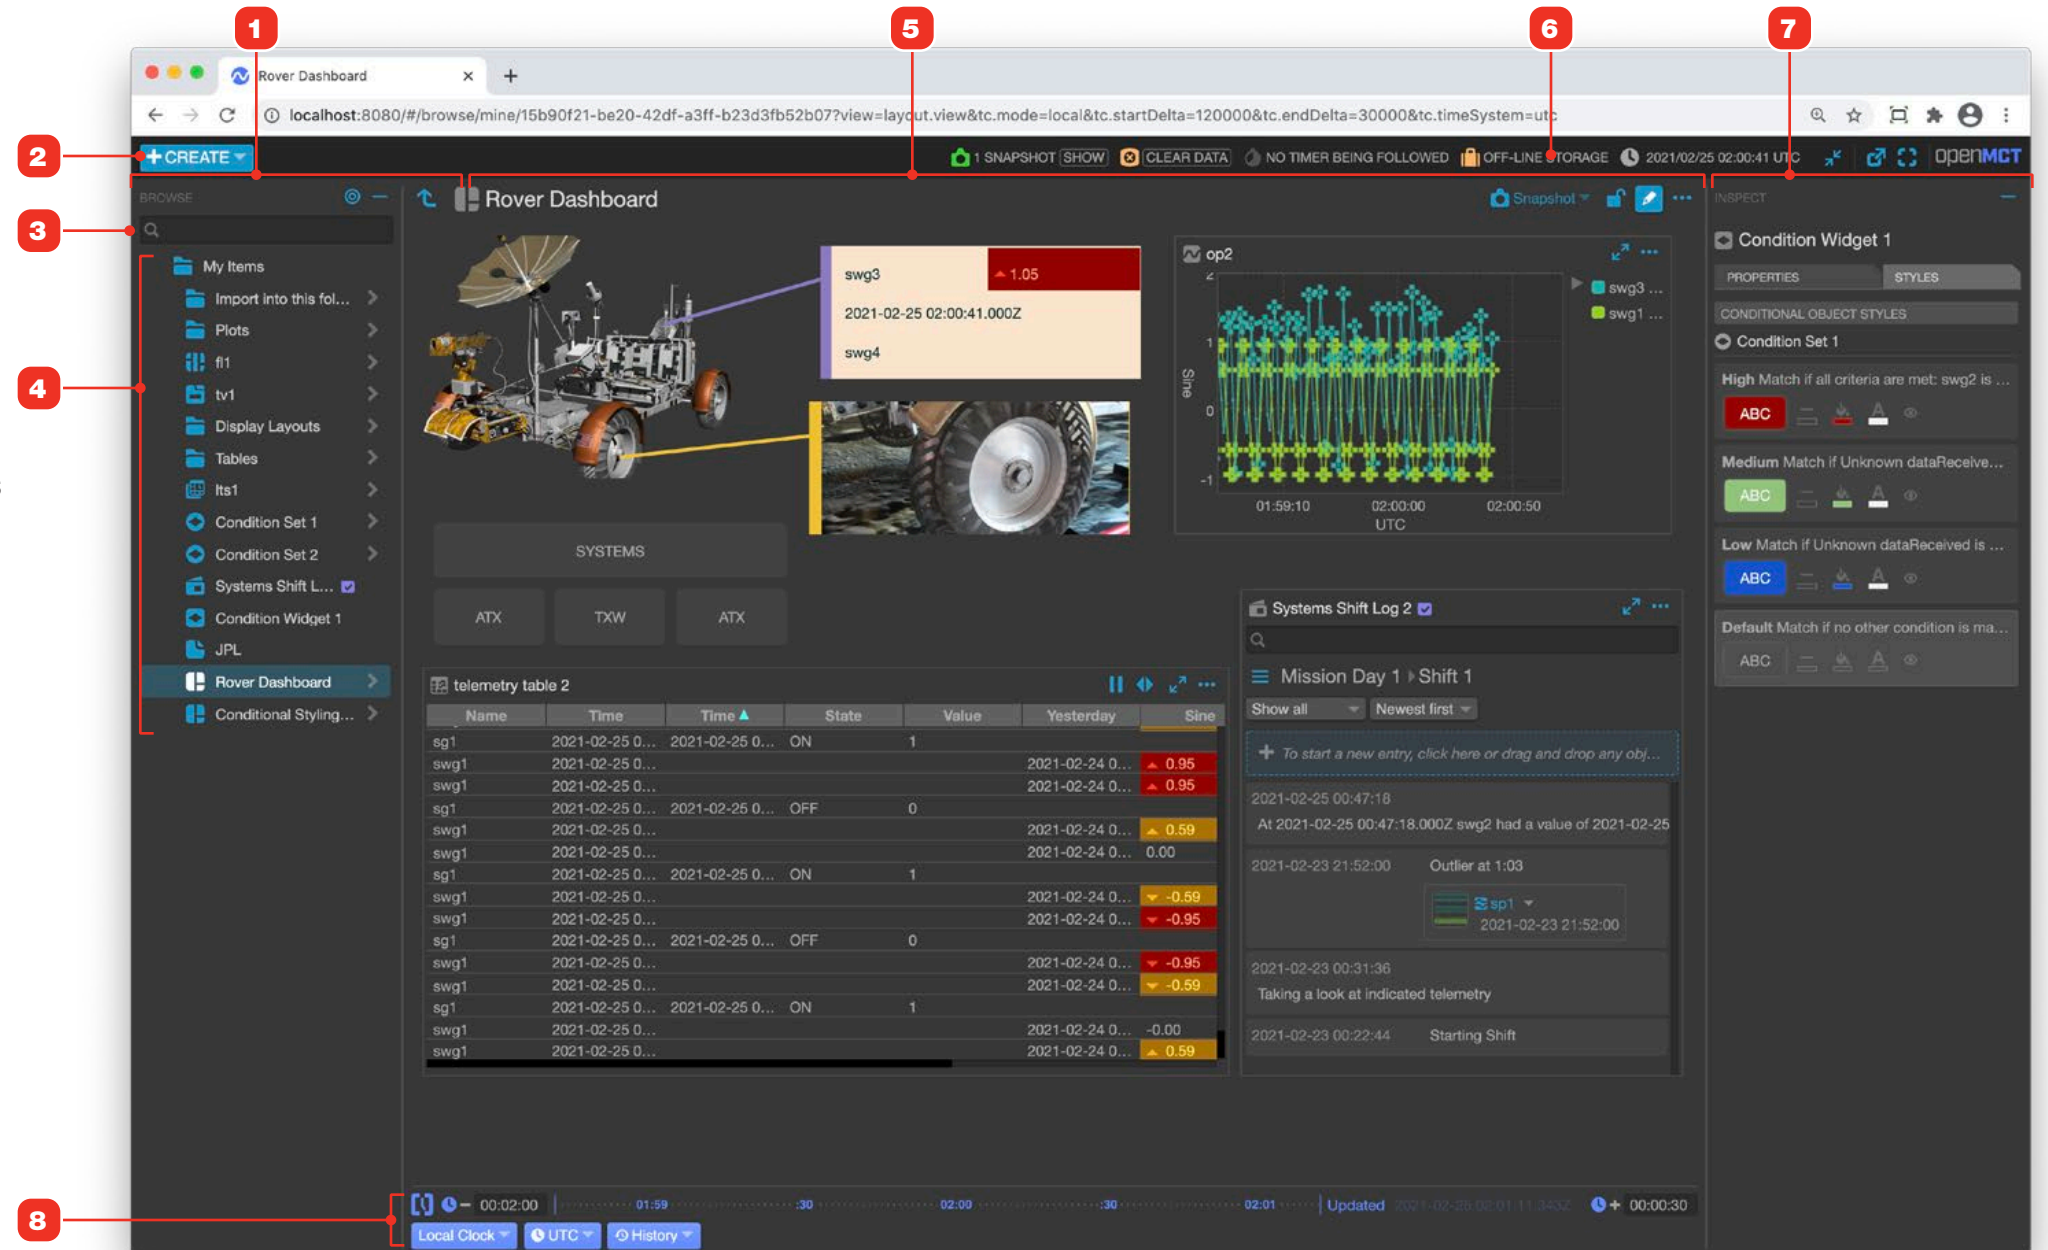 1
5
6
7
Rover Dashboard
localhost:8080/#/browse/mine/15b90f21-be20-42df-a3ff-b23d3fb52b07?view=layout.view&tc.mode=local&tc.startDelta=120000&tc.endDelta=30000&tc.timeSystem=utc
2
CREATE
1 SNAPSHOT SHOW CLEAR DATA NO TIMER BEING FOLLOWED OFF-LINE STORAGE 2021/02/25 02:00:41 UTC openMCT
BROWSE
3
4
My Items
Import into this fol...
Plots
fl1
tv1
Display Layouts
Tables
lts1
Condition Set 1
Condition Set 2
Systems Shift L...
Condition Widget 1
JPL
Rover Dashboard
Conditional Styling...
Rover Dashboard
Snapshot
swg3 1.05
2021-02-25 02:00:41.000Z
swg4
op2
2
1
0
-1
Sine
01:59:10 02:00:00 02:00:50
UTC
swg3 ...
swg1 ...
SYSTEMS
ATX TXW ATX
telemetry table 2
Name Time Time State Value Yesterday Sine
sg1 2021-02-25 0... 2021-02-25 0... ON 1
swg1 2021-02-25 0... 2021-02-24 0... 0.95
swg1 2021-02-25 0... 2021-02-24 0... 0.95
sg1 2021-02-25 0... 2021-02-25 0... OFF 0
swg1 2021-02-25 0... 2021-02-24 0... 0.59
swg1 2021-02-25 0... 2021-02-24 0... 0.00
sg1 2021-02-25 0... 2021-02-25 0... ON 1
swg1 2021-02-25 0... 2021-02-24 0... -0.59
swg1 2021-02-25 0... 2021-02-24 0... -0.95
sg1 2021-02-25 0... 2021-02-25 0... OFF 0
swg1 2021-02-25 0... 2021-02-24 0... -0.95
swg1 2021-02-25 0... 2021-02-24 0... -0.59
sg1 2021-02-25 0... 2021-02-25 0... ON 1
swg1 2021-02-25 0... 2021-02-24 0... -0.00
swg1 2021-02-25 0... 2021-02-24 0... 0.59
Systems Shift Log 2
Mission Day 1 Shift 1
Show all Newest first
To start a new entry, click here or drag and drop any obj...
2021-02-25 00:47:18
At 2021-02-25 00:47:18.000Z swg2 had a value of 2021-02-25
2021-02-23 21:52:00 Outlier at 1:03
sp1
2021-02-23 21:52:00
2021-02-23 00:31:36
Taking a look at indicated telemetry
2021-02-23 00:22:44 Starting Shift
INSPECT
Condition Widget 1
PROPERTIES STYLES
CONDITIONAL OBJECT STYLES
Condition Set 1
High Match if all criteria are met: swg2 is ...
ABC A
Medium Match if Unknown dataReceive...
ABC A
Low Match if Unknown dataReceived is ...
ABC A
Default Match if no other condition is ma...
ABC A
8
00:02:00 01:59 :30 02:00 :30 02:01 Updated 00:00:30
Local Clock UTC History